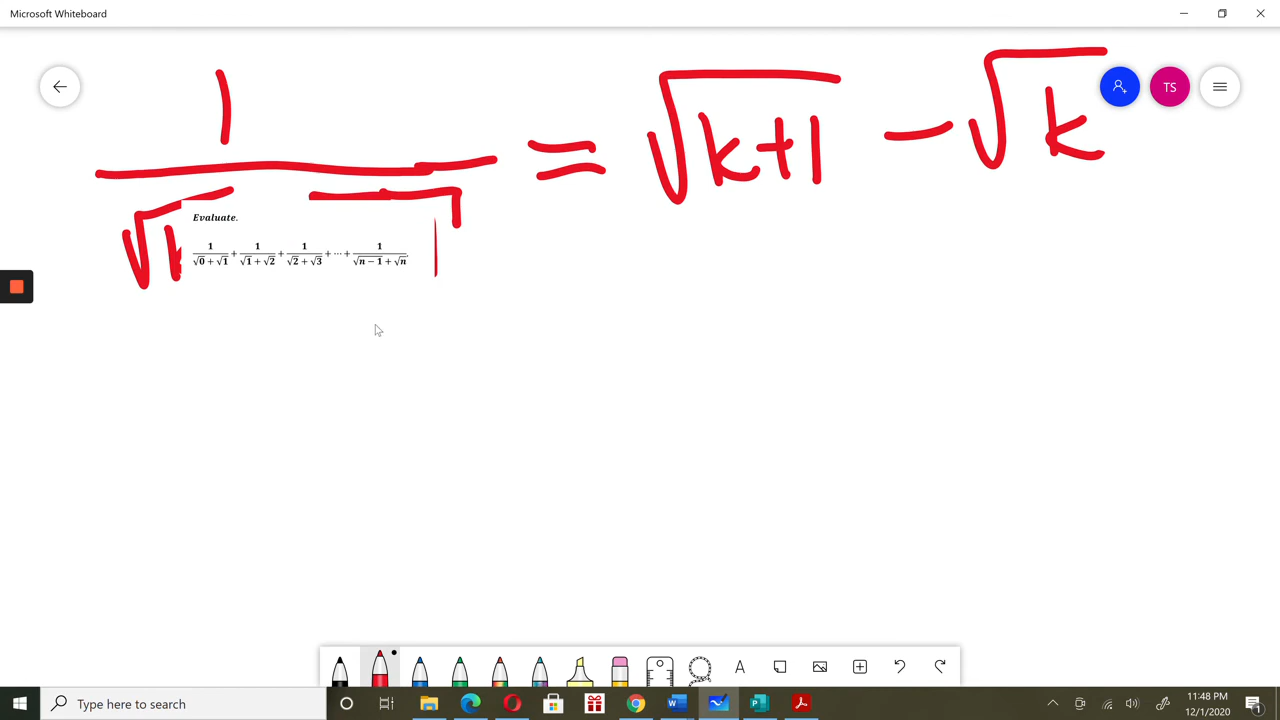 Microsoft Whiteboard
1 / √k = √k+1 - √k
TS
Evaluate.
1/(√0 + √1) + 1/(√1 + √2) + 1/(√2 + √3) + ⋯ + 1/(√n − 1 + √n).
A
Type here to search
11:48 PM
12/1/2020
1